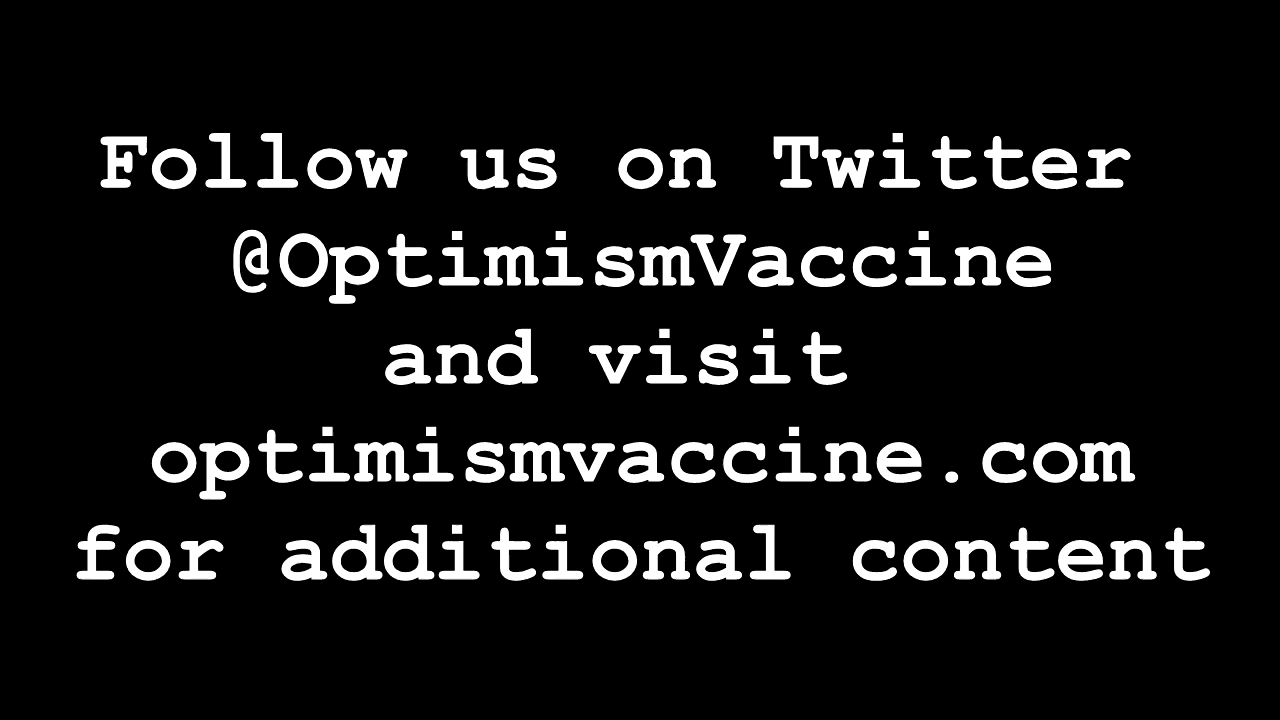 Follow us on Twitter
@OptimismVaccine
and visit
optimismvaccine.com
for additional content